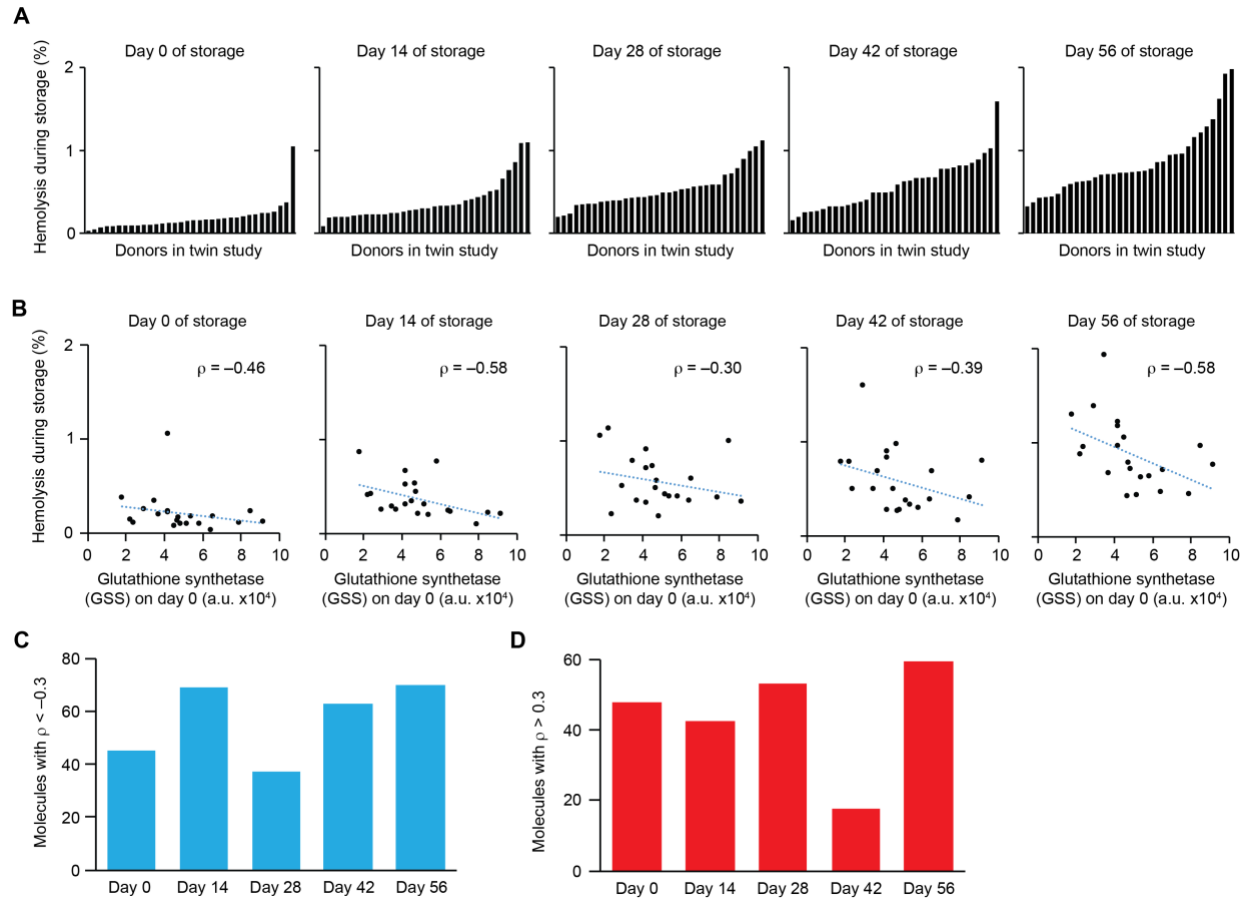 A
Day 0 of storage
Day 14 of storage
Day 28 of storage
Day 42 of storage
Day 56 of storage
Hemolysis during storage (%)
2
1
0
Donors in twin study
Donors in twin study
Donors in twin study
Donors in twin study
Donors in twin study
B
Day 0 of storage
Day 14 of storage
Day 28 of storage
Day 42 of storage
Day 56 of storage
Hemolysis during storage (%)
2
1
0
ρ = –0.46
ρ = –0.58
ρ = –0.30
ρ = –0.39
ρ = –0.58
0 2 4 6 8 10
0 2 4 6 8 10
0 2 4 6 8 10
0 2 4 6 8 10
0 2 4 6 8 10
Glutathione synthetase
(GSS) on day 0 (a.u. x10⁴)
Glutathione synthetase
(GSS) on day 0 (a.u. x10⁴)
Glutathione synthetase
(GSS) on day 0 (a.u. x10⁴)
Glutathione synthetase
(GSS) on day 0 (a.u. x10⁴)
Glutathione synthetase
(GSS) on day 0 (a.u. x10⁴)
C
Molecules with ρ < –0.3
80
60
40
20
0
Day 0 Day 14 Day 28 Day 42 Day 56
D
Molecules with ρ > 0.3
60
40
20
0
Day 0 Day 14 Day 28 Day 42 Day 56